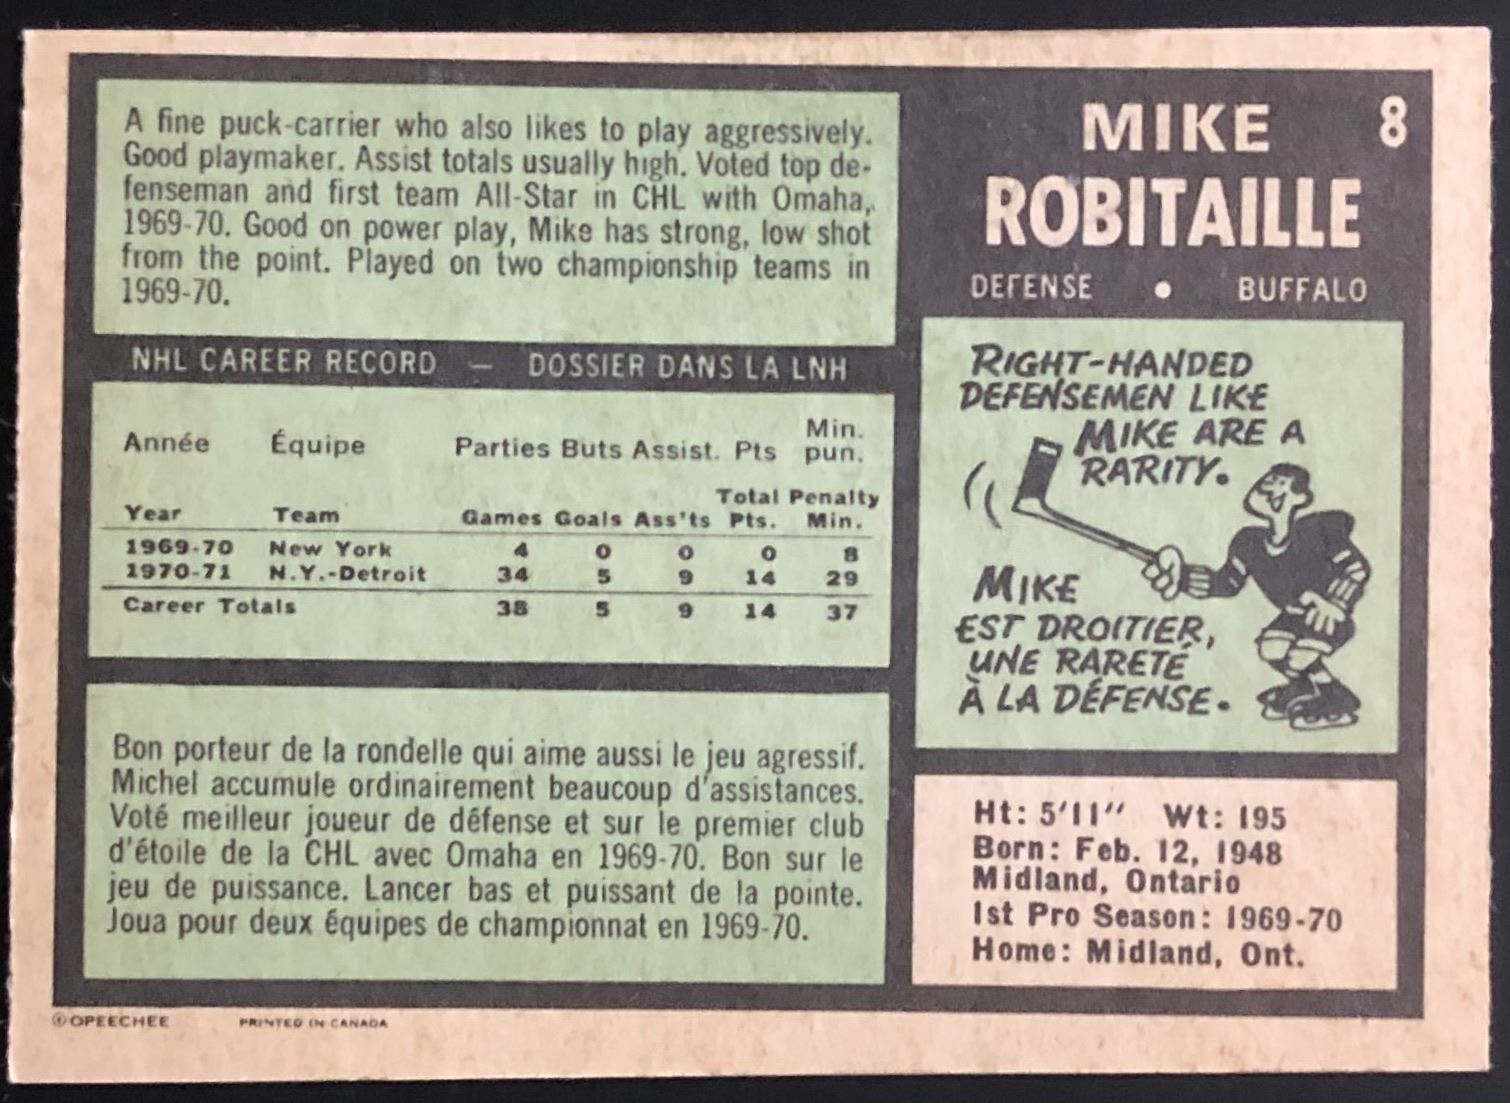 A fine puck-carrier who also likes to play aggressively.
Good playmaker. Assist totals usually high. Voted top de-
fenseman and first team All-Star in CHL with Omaha,
1969-70. Good on power play, Mike has strong, low shot
from the point. Played on two championship teams in
1969-70.
NHL CAREER RECORD — DOSSIER DANS LA LNH
Année Équipe Parties Buts Assist. Pts Min. pun.
Year Team Games Goals Ass'ts Total Pts. Penalty Min.
1969-70 New York 4 0 0 0 8
1970-71 N.Y.-Detroit 34 5 9 14 29
Career Totals 38 5 9 14 37
Bon porteur de la rondelle qui aime aussi le jeu agressif.
Michel accumule ordinairement beaucoup d'assistances.
Voté meilleur joueur de défense et sur le premier club
d'étoile de la CHL avec Omaha en 1969-70. Bon sur le
jeu de puissance. Lancer bas et puissant de la pointe.
Joua pour deux équipes de championnat en 1969-70.
MIKE 8
ROBITAILLE
DEFENSE • BUFFALO
RIGHT-HANDED
DEFENSEMEN LIKE
MIKE ARE A
RARITY.
MIKE
EST DROITIER,
UNE RARETÉ
À LA DÉFENSE.
Ht: 5'11" Wt: 195
Born: Feb. 12, 1948
Midland, Ontario
1st Pro Season: 1969-70
Home: Midland, Ont.
©OPEECHEE PRINTED IN CANADA